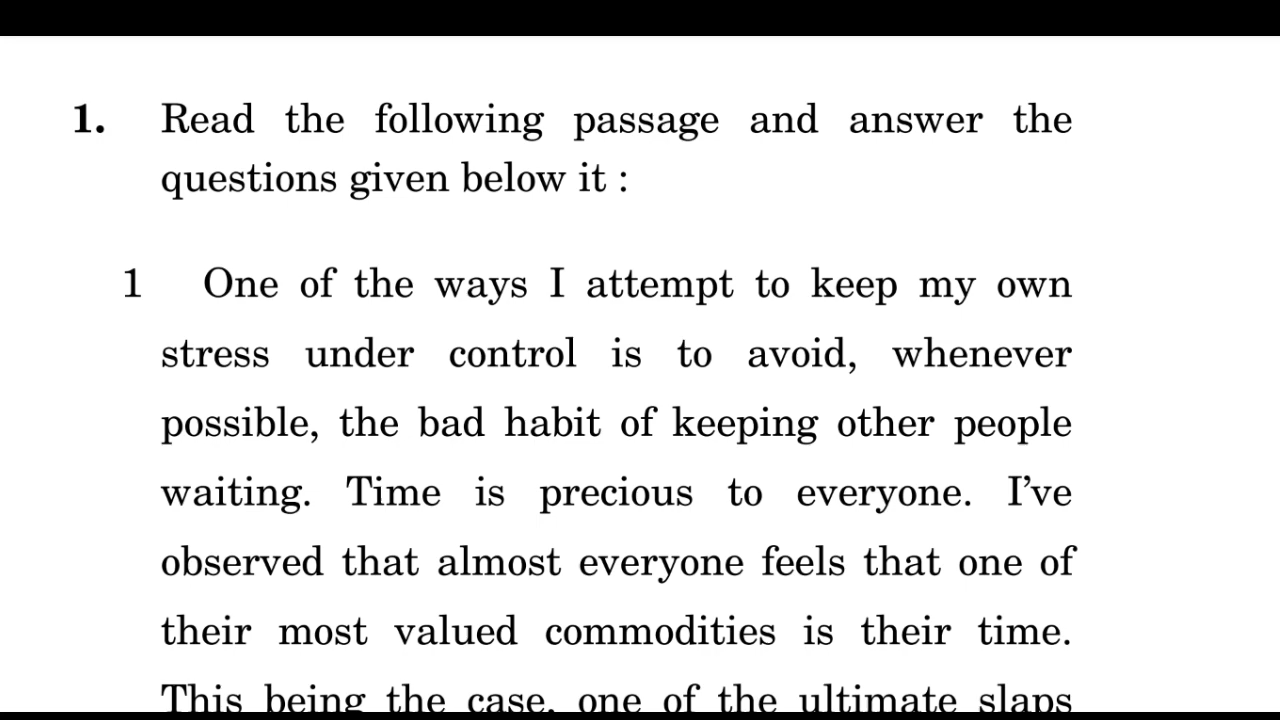 1. Read the following passage and answer the
questions given below it :
1 One of the ways I attempt to keep my own
stress under control is to avoid, whenever
possible, the bad habit of keeping other people
waiting. Time is precious to everyone. I’ve
observed that almost everyone feels that one of
their most valued commodities is their time.
This being the case, one of the ultimate slaps